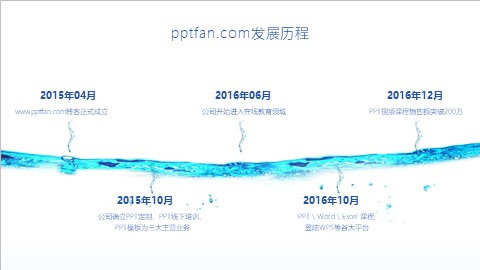 pptfan.com发展历程
2015年04月
www.pptfan.com博客正式成立
2016年06月
公司开始进入在线教育领域
2016年12月
PPT视频课程销售额突破200万
2015年10月
公司确立PPT定制、PPT线下培训、
PPT模板为三大主营业务
2016年10月
PPT \ Word \ Excel 课程,
登陆WPS等各大平台